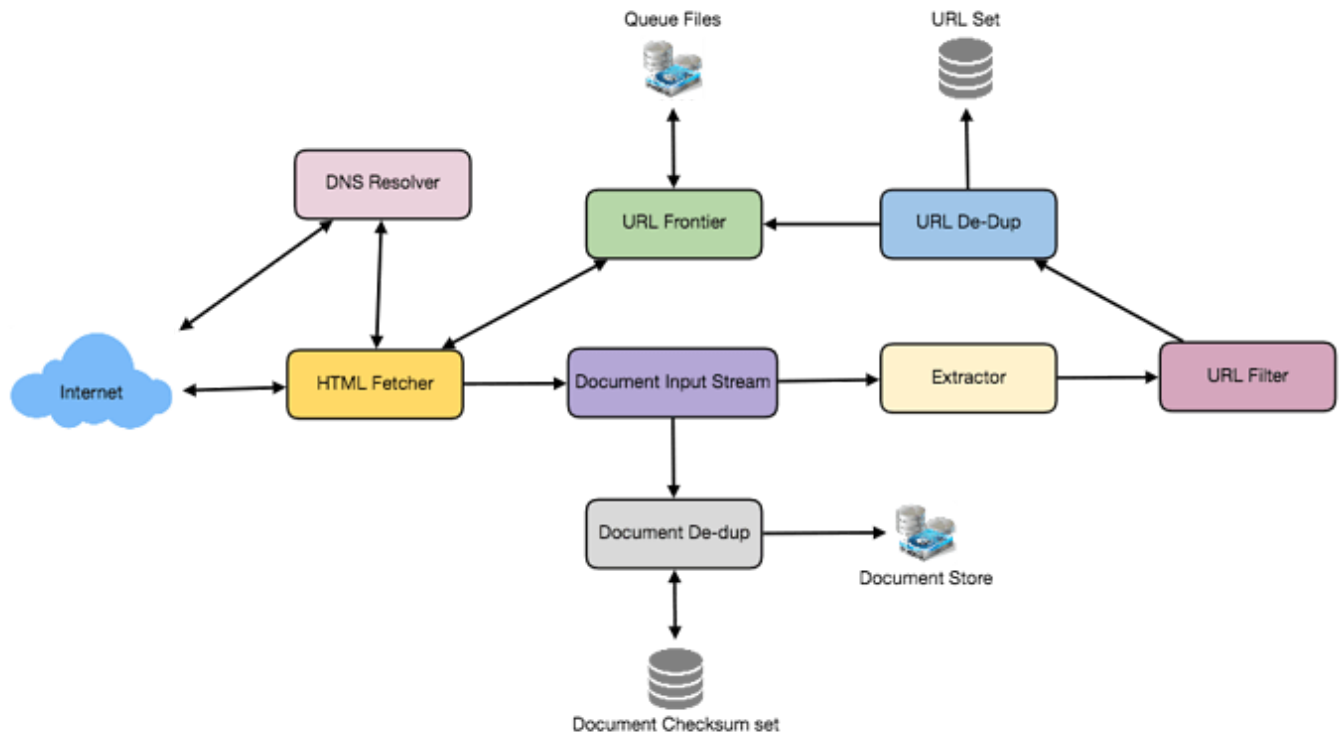 Queue Files
URL Set
DNS Resolver
URL Frontier
URL De-Dup
Internet
HTML Fetcher
Document Input Stream
Extractor
URL Filter
Document De-dup
Document Store
Document Checksum set